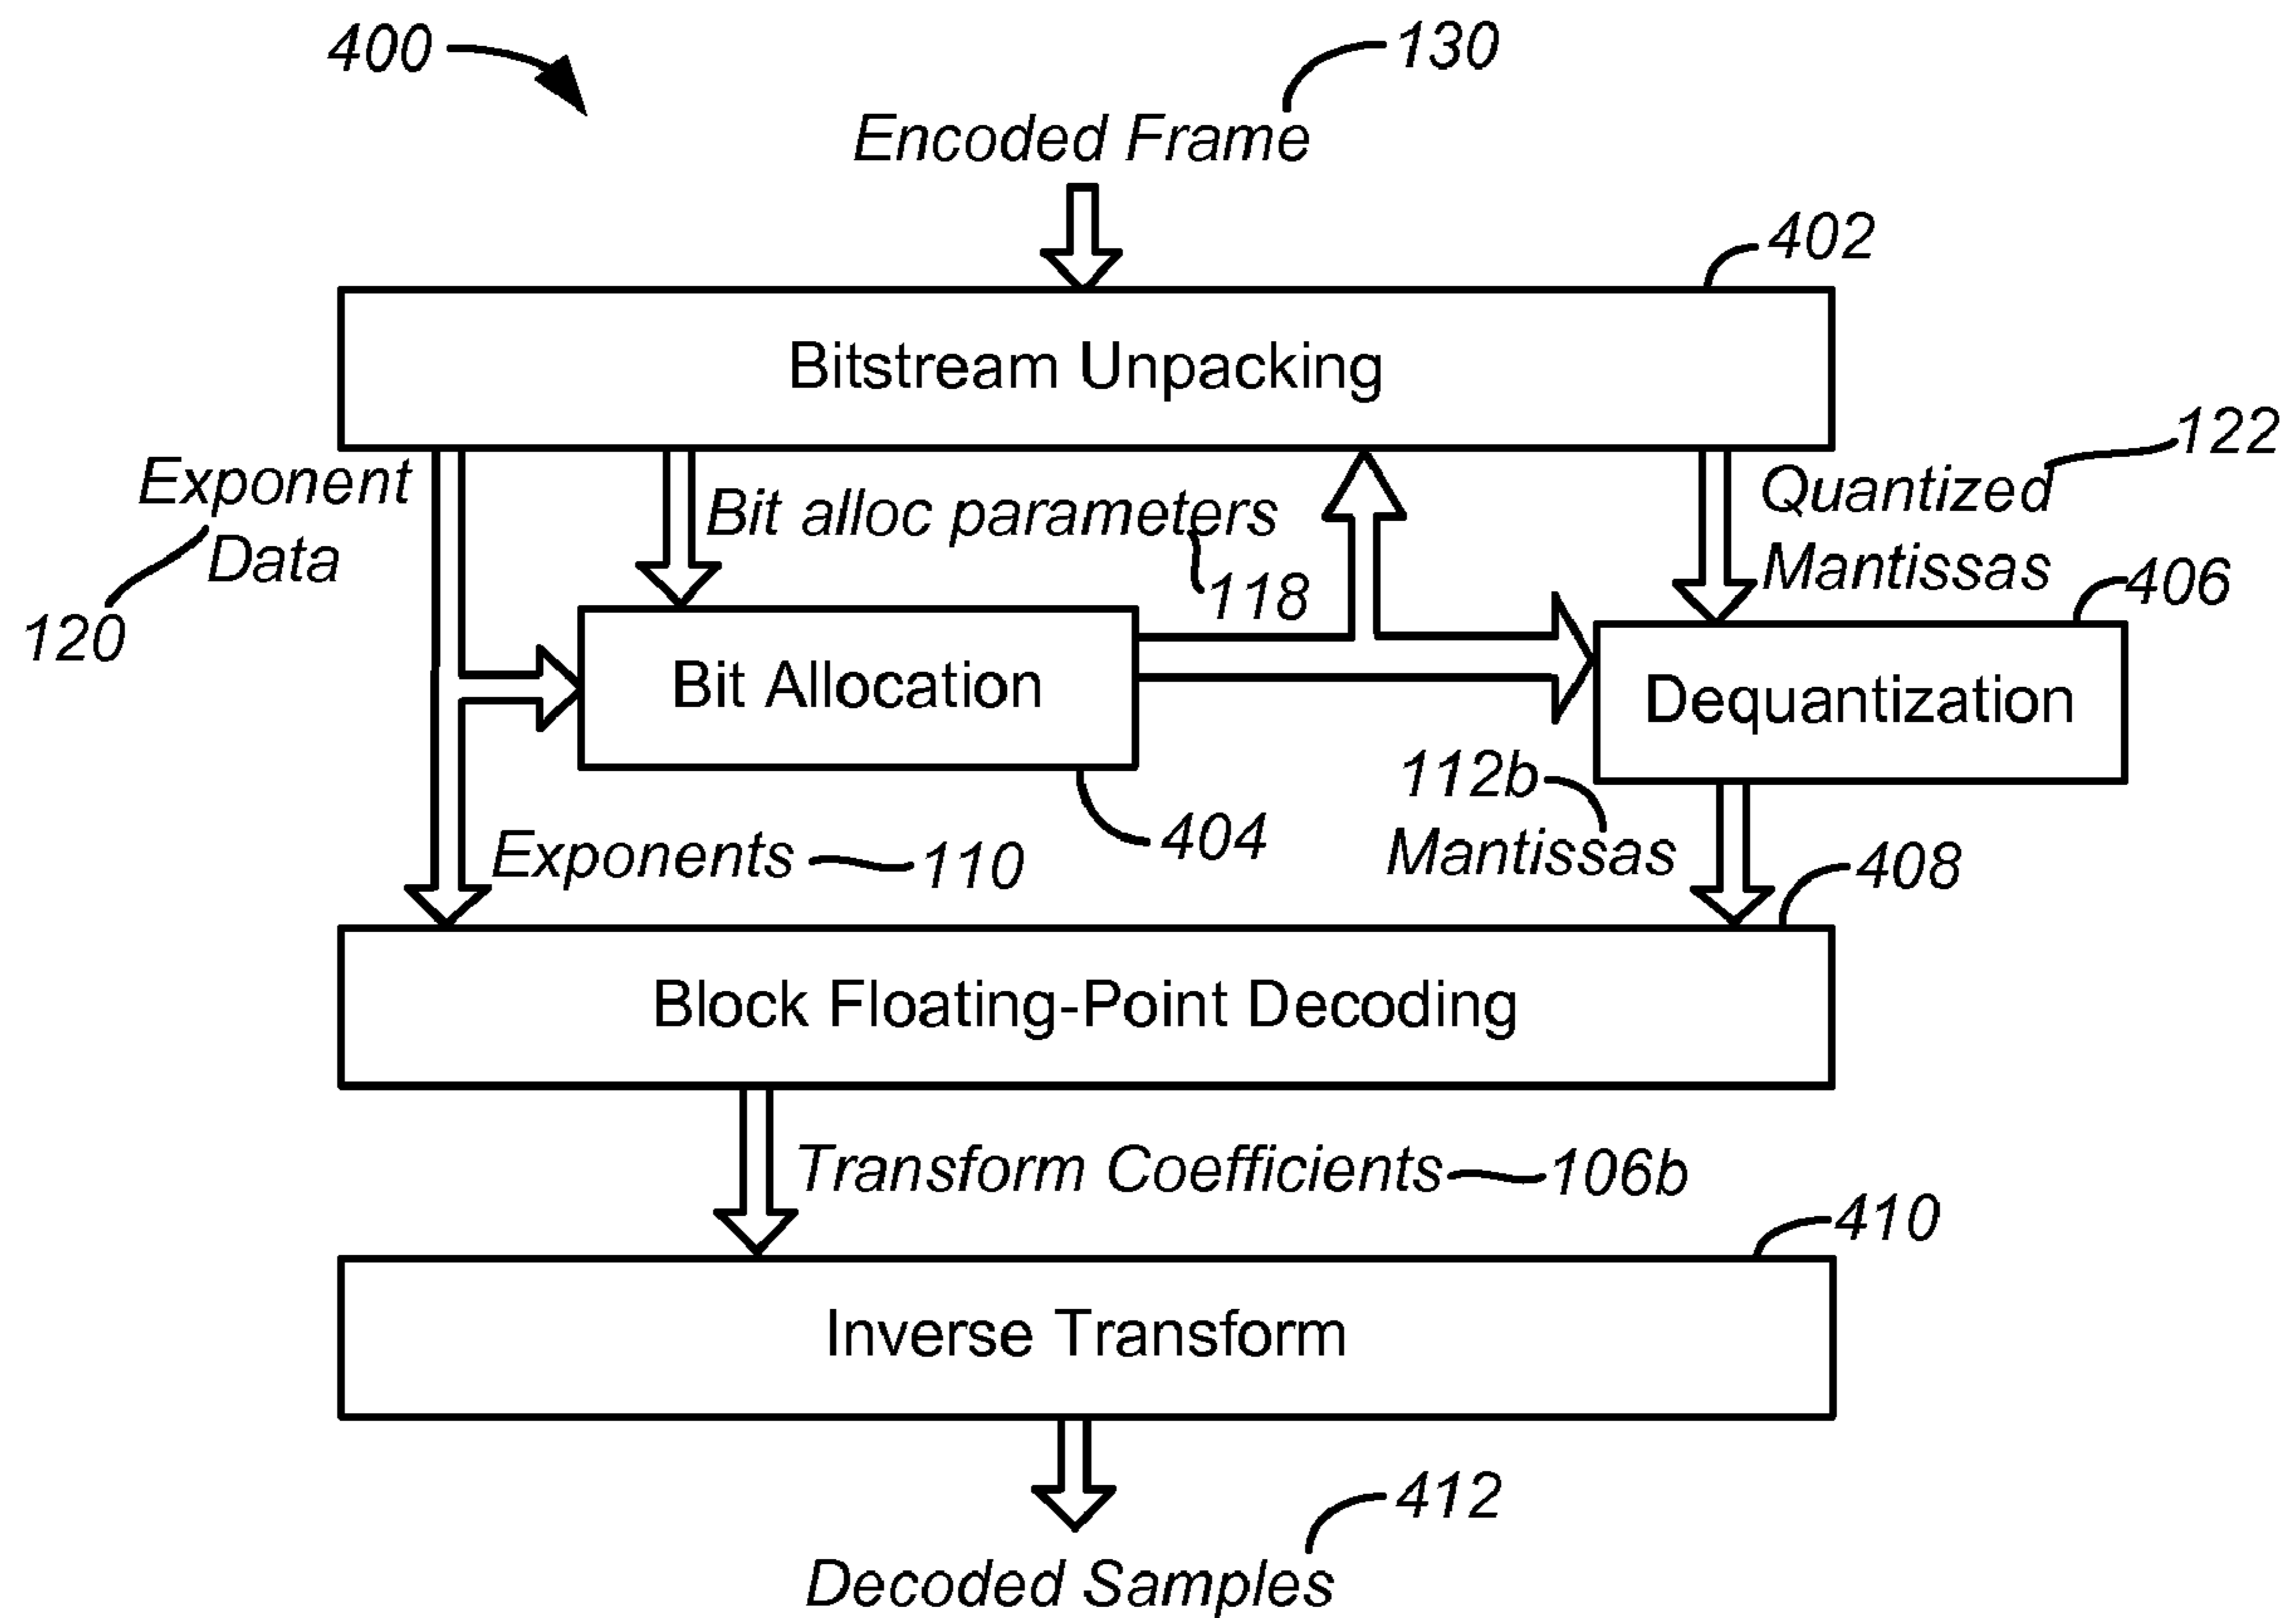 400
130
Encoded Frame
402
Bitstream Unpacking
122
Exponent
Data
120
Bit alloc parameters
118
Quantized
Mantissas
406
Bit Allocation
Dequantization
112b
Mantissas
404
Exponents
110
408
Block Floating-Point Decoding
Transform Coefficients
106b
410
Inverse Transform
412
Decoded Samples